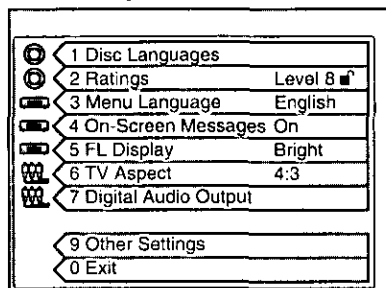 1 Disc Languages
2 Ratings Level 8
3 Menu Language English
4 On-Screen Messages On
5 FL Display Bright
6 TV Aspect 4:3
7 Digital Audio Output
9 Other Settings
0 Exit